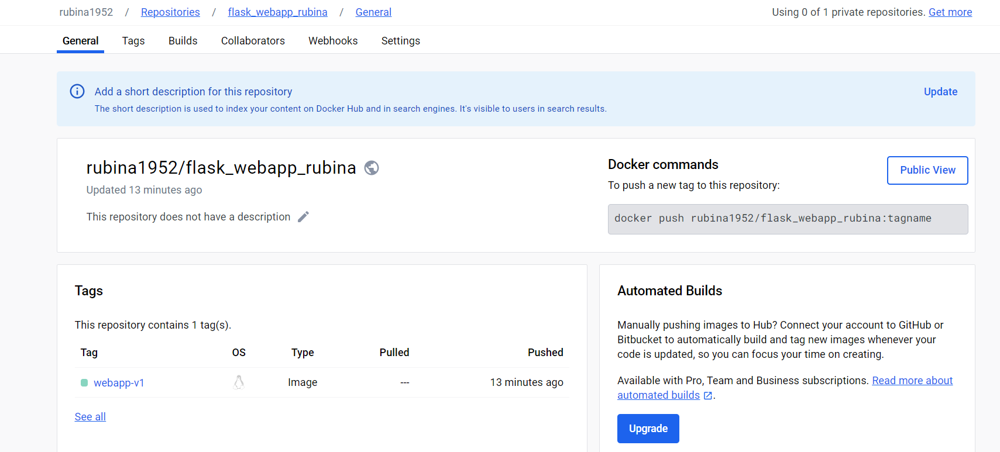 rubina1952 / Repositories / flask_webapp_rubina / General
Using 0 of 1 private repositories. Get more
General Tags Builds Collaborators Webhooks Settings
Add a short description for this repository
Update
The short description is used to index your content on Docker Hub and in search engines. It's visible to users in search results.
rubina1952/flask_webapp_rubina
Updated 13 minutes ago
This repository does not have a description
Docker commands
Public View
To push a new tag to this repository:
docker push rubina1952/flask_webapp_rubina:tagname
Tags
This repository contains 1 tag(s).
Tag OS Type Pulled Pushed
webapp-v1 Image --- 13 minutes ago
See all
Automated Builds
Manually pushing images to Hub? Connect your account to GitHub or
Bitbucket to automatically build and tag new images whenever your
code is updated, so you can focus your time on creating.
Available with Pro, Team and Business subscriptions. Read more about
automated builds .
Upgrade